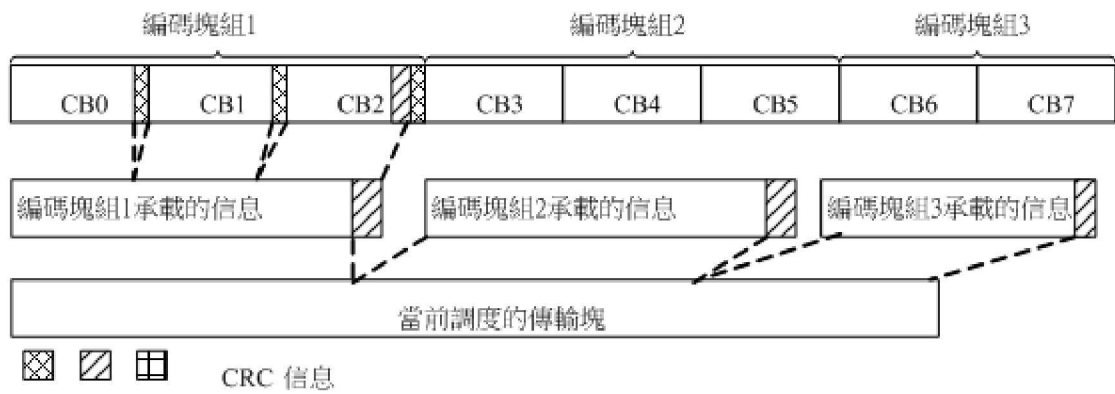 編碼塊組1 編碼塊組2 編碼塊組3
CB0 CB1 CB2 CB3 CB4 CB5 CB6 CB7
編碼塊組1承載的信息 編碼塊組2承載的信息 編碼塊組3承載的信息
當前調度的傳輸塊
CRC 信息